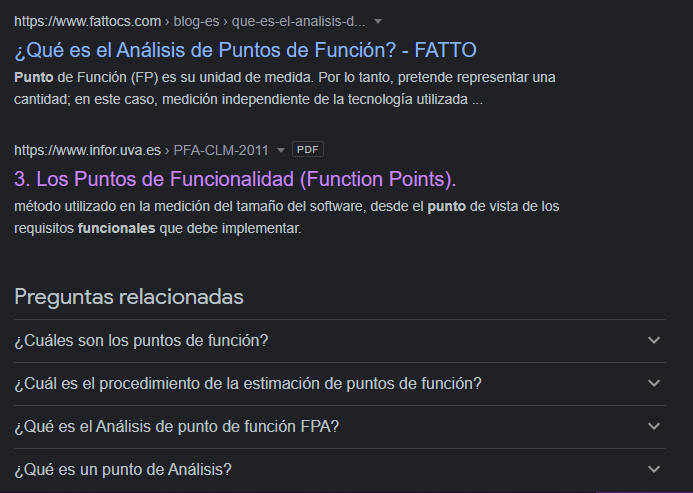 https://www.fattocs.com › blog-es › que-es-el-analisis-d...
¿Qué es el Análisis de Puntos de Función? - FATTO
Punto de Función (FP) es su unidad de medida. Por lo tanto, pretende representar una
cantidad; en este caso, medición independiente de la tecnología utilizada ...
https://www.infor.uva.es › PFA-CLM-2011 PDF
3. Los Puntos de Funcionalidad (Function Points).
método utilizado en la medición del tamaño del software, desde el punto de vista de los
requisitos funcionales que debe implementar.
Preguntas relacionadas
¿Cuáles son los puntos de función?
¿Cuál es el procedimiento de la estimación de puntos de función?
¿Qué es el Análisis de punto de función FPA?
¿Qué es un punto de Análisis?